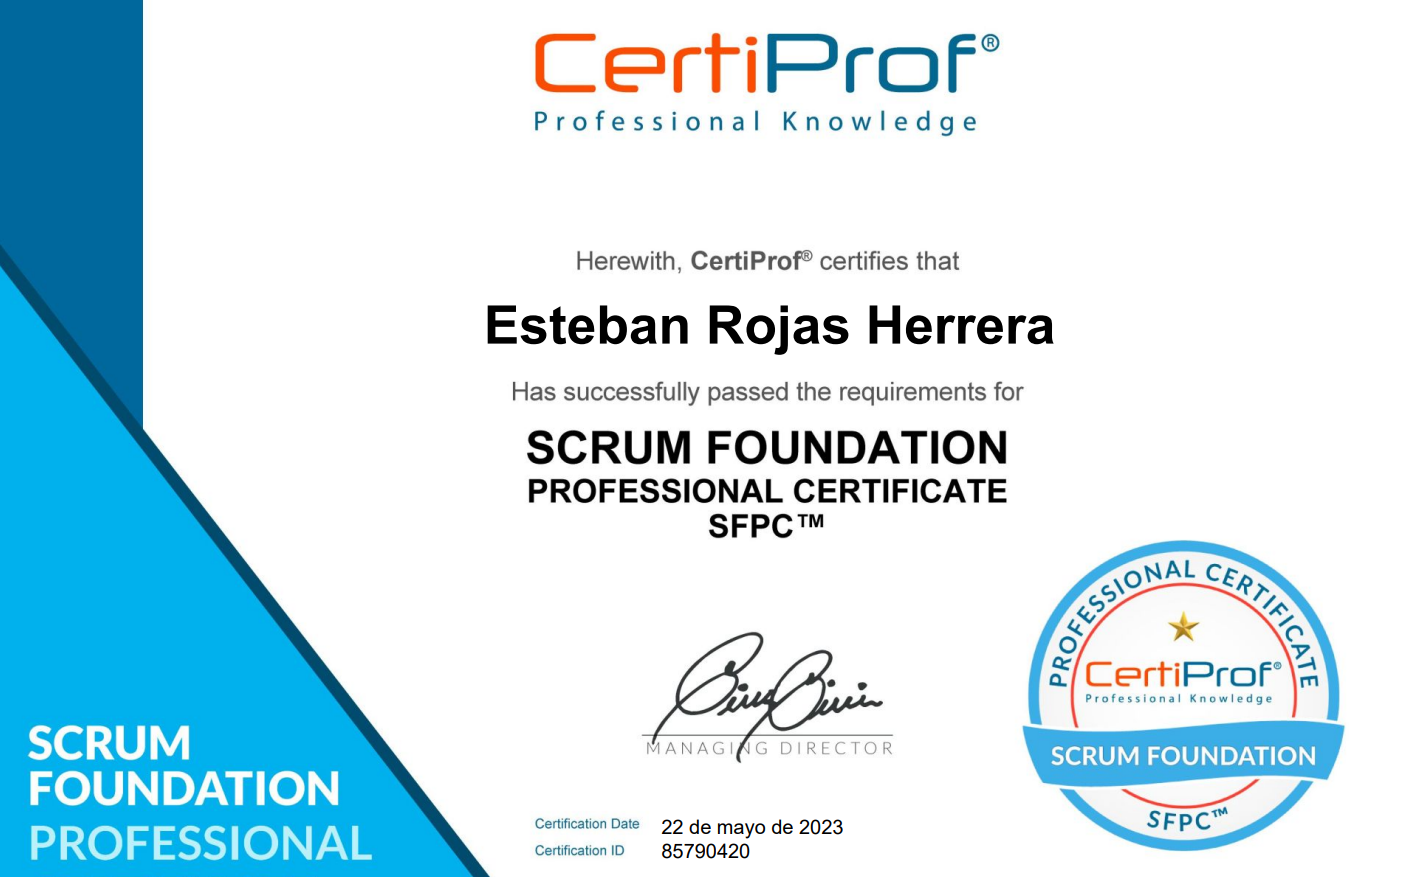 CertiProf®
Professional Knowledge
Herewith, CertiProf® certifies that
Esteban Rojas Herrera
Has successfully passed the requirements for
SCRUM FOUNDATION
PROFESSIONAL CERTIFICATE
SFPC™
MANAGING DIRECTOR
Certification Date 22 de mayo de 2023
Certification ID 85790420
SCRUM
FOUNDATION
PROFESSIONAL
PROFESSIONAL CERTIFICATE
CertiProf®
Professional Knowledge
SCRUM FOUNDATION
SFPC™